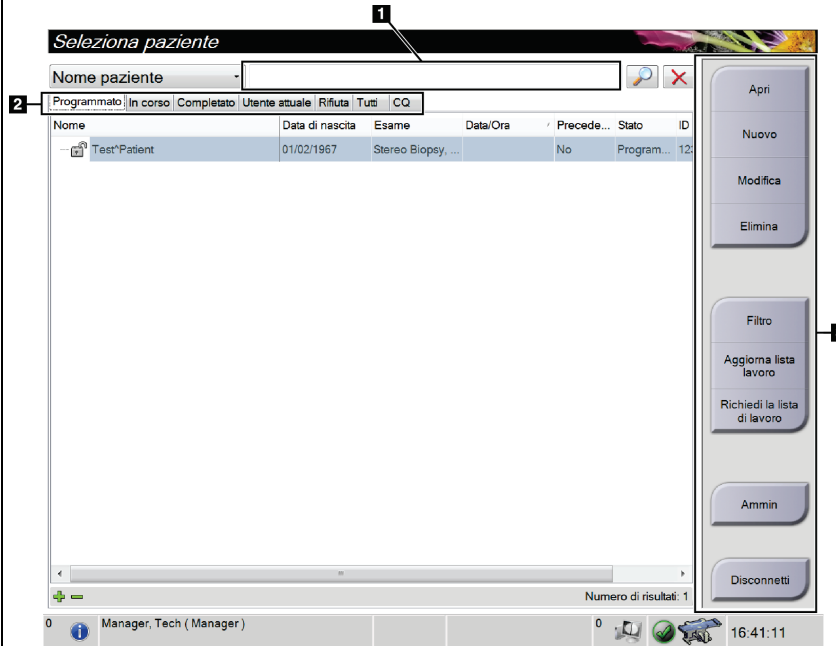 1
Seleziona paziente
Nome paziente
2
Programmato In corso Completato Utente attuale Rifiuta Tutti CQ
Nome Data di nascita Esame Data/Ora Precede... Stato ID
Test^Patient 01/02/1967 Stereo Biopsy, ... No Program... 123
Apri
Nuovo
Modifica
Elimina
Filtro
Aggiorna lista
lavoro
Richiedi la lista
di lavoro
Ammin
Disconnetti
Numero di risultati: 1
0 Manager, Tech ( Manager ) 0 16:41:11